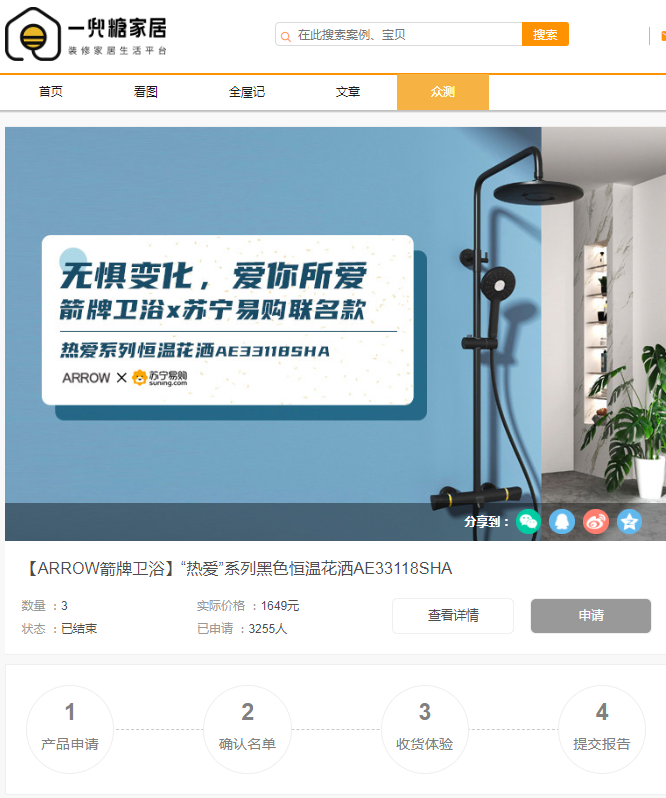 一兜糖家居
装修家居生活平台
在此搜索案例、宝贝
搜索
首页
看图
全屋记
文章
众测
无惧变化，爱你所爱
箭牌卫浴x苏宁易购联名款
热爱系列恒温花洒AE33118SHA
ARROW × 苏宁易购
suning.com
分享到：
【ARROW箭牌卫浴】“热爱”系列黑色恒温花洒AE33118SHA
数量 ：3
实际价格 ：1649元
查看详情
申请
状态 ：已结束
已申请 ：3255人
1
2
3
4
产品申请
确认名单
收货体验
提交报告